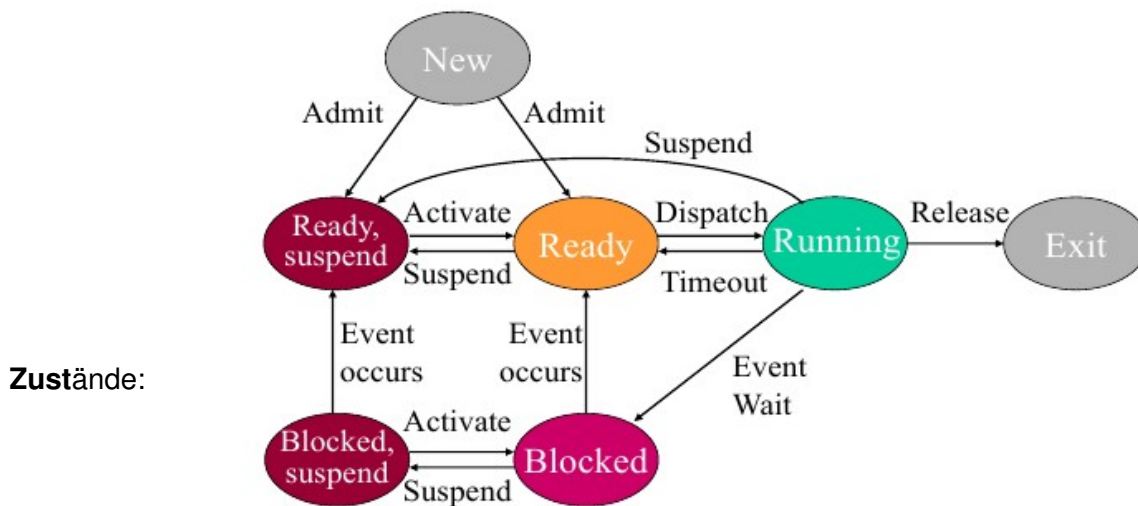 New
Admit
Admit
Suspend
Ready,
suspend
Activate
Suspend
Ready
Dispatch
Timeout
Running
Release
Exit
Event
occurs
Event
occurs
Event
Wait
Zustände:
Blocked,
suspend
Activate
Suspend
Blocked